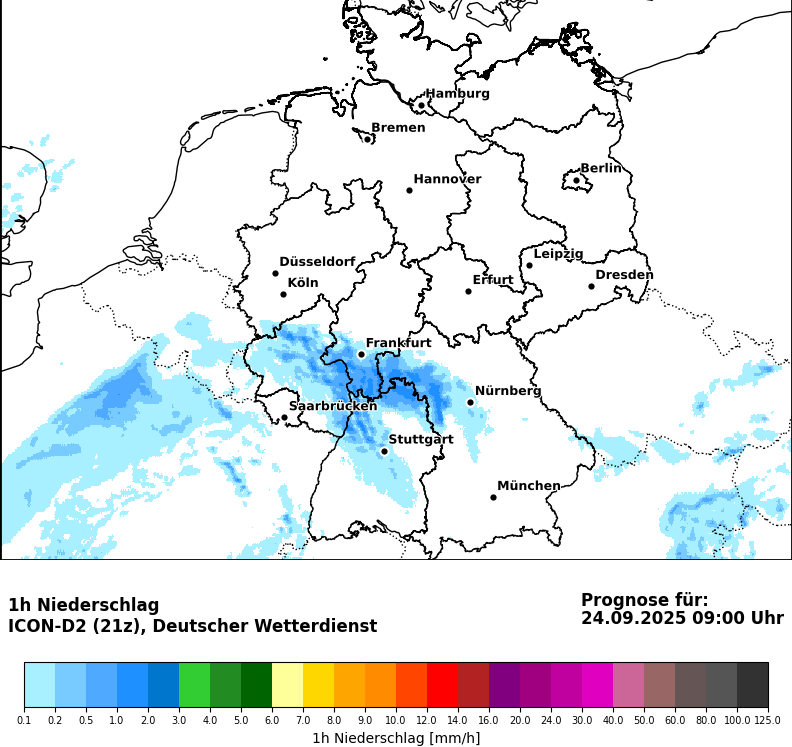 Hamburg
Bremen
Berlin
Hannover
Leipzig
Düsseldorf
Dresden
Köln
Erfurt
Frankfurt
Nürnberg
Saarbrücken
Stuttgart
München
1h Niederschlag
ICON-D2 (21z), Deutscher Wetterdienst
Prognose für:
24.09.2025 09:00 Uhr
0.1 0.2 0.5 1.0 2.0 3.0 4.0 5.0 6.0 7.0 9.0 10.0 12.0 14.0 16.0 20.0 24.0 30.0 40.0 50.0 60.0 80.0 100.0 125.0
1h Niederschlag [mm/h]